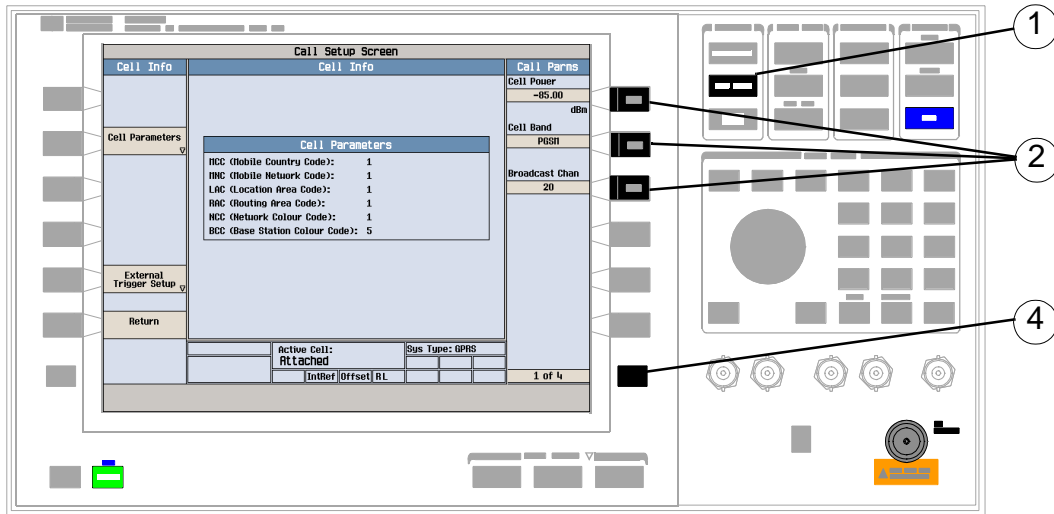 Call Setup Screen
Cell Info
Cell Info
Call Parms
Cell Parameters
External
Trigger Setup
Return
Cell Parameters
MCC (Mobile Country Code): 1
MNC (Mobile Network Code): 1
LAC (Location Area Code): 1
RAC (Routing Area Code): 1
NCC (Network Colour Code): 1
BCC (Base Station Colour Code): 5
Cell Power
-85.00
dBm
Cell Band
PGSM
Broadcast Chan
20
Active Cell:
Attached
Sys Type: GPRS
IntRef
Offset
RL
1 of 4
1
2
4